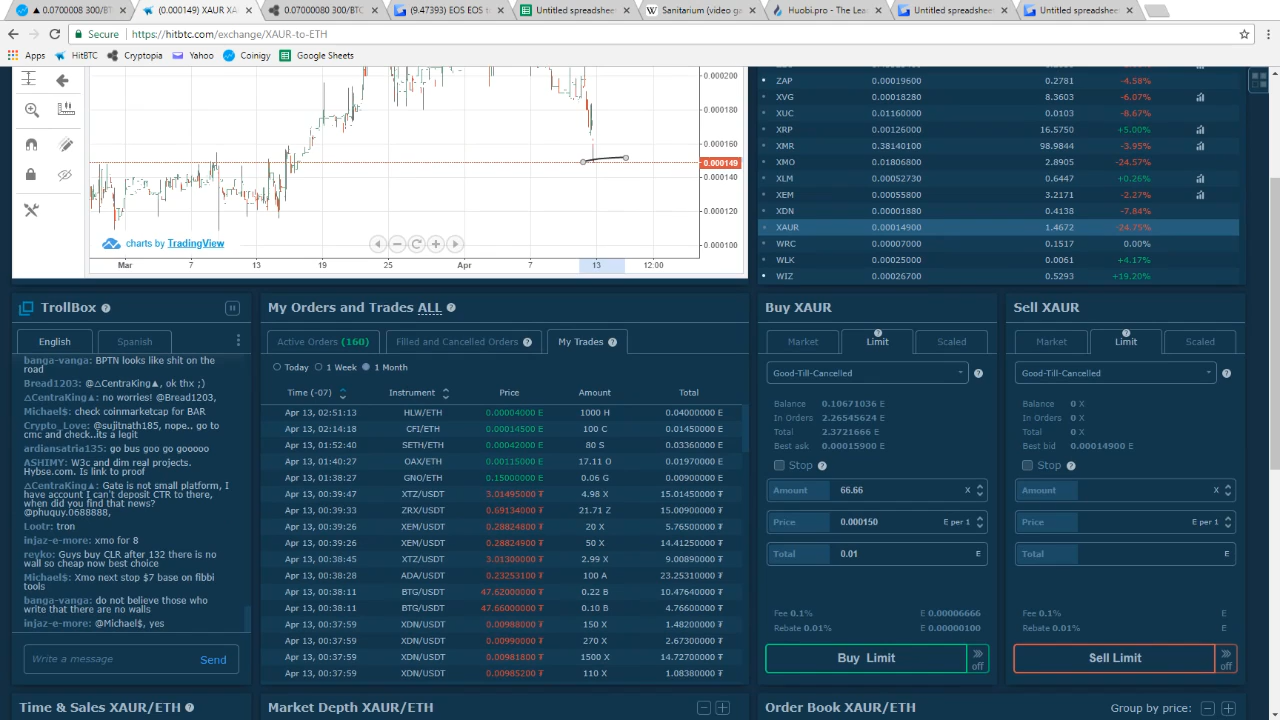 0.0700008 300/BT
(0.000149) XAUR XA
0.07000080 300/BTC
(9.47393) EOS EOS t
Untitled spreadsheet
Sanitarium (video ga
Huobi.pro - The Lea
Untitled spreadshee
Untitled spreadshee
Secure
https://hitbtc.com/exchange/XAUR-to-ETH
Apps
HitBTC
Cryptopia
Yahoo
Coinigy
Google Sheets
0.000200
0.000180
0.000160
0.000149
0.000140
0.000120
0.000100
charts by TradingView
Mar 7 13 19 25 Apr 13 12:00
ZAP 0.00019600 0.2781 -4.58%
XVG 0.00018280 8.3603 -6.07%
XUC 0.01160000 0.0103 -8.67%
XRP 0.00126000 16.5750 +5.00%
XMR 0.38140100 98.9844 -3.95%
XMO 0.01806800 2.8905 -24.57%
XLM 0.00052730 0.6447 +0.26%
XEM 0.00055800 3.2171 -2.27%
XDN 0.00001880 0.4138 -7.84%
XAUR 0.00014900 1.4672 -24.75%
WRC 0.00007000 0.1517 0.00%
WLK 0.00025000 0.0061 +4.17%
WIZ 0.00026700 0.5293 +19.20%
TrollBox ?
English Spanish
banga-vanga: BPTN looks like shit on the
road
Bread1203: @△CentraKing▲, ok thx ;)
△CentraKing▲: no worries! @Bread1203,
Michael$: check coinmarketcap for BAR
Crypto_Love: @sujitnath185, nope.. go to
cmc and check..its a legit
ardiansatria135: go bus goo go gooooo
ASHIMY: W3c and dim real projects.
Hybse.com. Is link to proof
△CentraKing▲: Gate is not small platform, I
have account I can't deposit CTR to there,
when did you find that news?
@phuquy.0688888,
Lootr: tron
injaz-e-more: xmo for 8
reyko: Guys buy CLR after 132 there is no
wall so cheap now best choice
Michael$: Xmo next stop $7 base on fibbi
tools
banga-vanga: do not believe those who
write that there are no walls
injaz-e-more: @Michael$, yes
Write a message Send
My Orders and Trades ALL ?
Active Orders (160) Filled and Cancelled Orders ? My Trades ?
Today 1 Week 1 Month
Time (-07) Instrument Price Amount Total
Apr 13, 02:51:13 HLW/ETH 0.00004000 E 1000 H 0.04000000 E
Apr 13, 02:14:18 CFI/ETH 0.00014500 E 100 C 0.01450000 E
Apr 13, 01:52:40 SETH/ETH 0.00042000 E 80 S 0.03360000 E
Apr 13, 01:40:27 OAX/ETH 0.00115000 E 17.11 O 0.01970000 E
Apr 13, 01:38:27 GNO/ETH 0.15000000 E 0.06 G 0.00900000 E
Apr 13, 00:39:47 XTZ/USDT 3.01495000 ₮ 4.98 X 15.01450000 ₮
Apr 13, 00:39:33 ZRX/USDT 0.69134000 ₮ 21.71 Z 15.00990000 ₮
Apr 13, 00:39:26 XEM/USDT 0.28824800 ₮ 20 X 5.76500000 ₮
Apr 13, 00:39:26 XEM/USDT 0.28824900 ₮ 50 X 14.41250000 ₮
Apr 13, 00:38:45 XTZ/USDT 3.01300000 ₮ 2.99 X 9.00890000 ₮
Apr 13, 00:38:28 ADA/USDT 0.23253100 ₮ 100 A 23.25310000 ₮
Apr 13, 00:38:11 BTG/USDT 47.62000000 ₮ 0.22 B 10.47640000 ₮
Apr 13, 00:38:11 BTG/USDT 47.66000000 ₮ 0.10 B 4.76600000 ₮
Apr 13, 00:37:59 XDN/USDT 0.00988000 ₮ 150 X 1.48200000 ₮
Apr 13, 00:37:59 XDN/USDT 0.00990000 ₮ 270 X 2.67300000 ₮
Apr 13, 00:37:59 XDN/USDT 0.00981800 ₮ 1500 X 14.72700000 ₮
Apr 13, 00:37:59 XDN/USDT 0.00985200 ₮ 110 X 1.08380000 ₮
Buy XAUR
Market Limit ? Scaled
Good-Till-Cancelled ?
Balance 0.10671036 E
In Orders 2.26545624 E
Total 2.3721666 E
Best ask 0.00015900 E
Stop ?
Amount 66.66 X
Price 0.000150 E per 1
Total 0.01 E
Fee 0.1% E 0.00006666
Rebate 0.01% E 0.00000100
Buy Limit off
Sell XAUR
Market Limit ? Scaled
Good-Till-Cancelled ?
Balance 0 X
In Orders 0 X
Total 0 X
Best bid 0.00014900 E
Stop ?
Amount X
Price E per 1
Total E
Fee 0.1% E
Rebate 0.01% E
Sell Limit off
Time & Sales XAUR/ETH ?
Market Depth XAUR/ETH
Order Book XAUR/ETH Group by price: